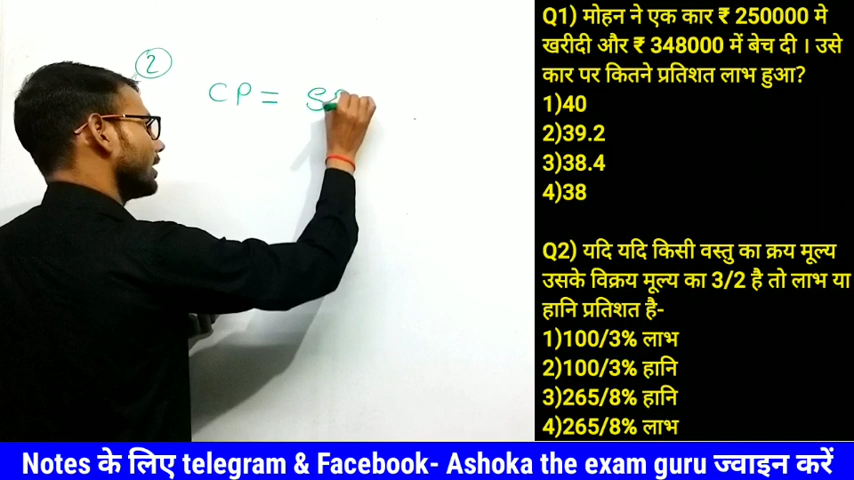 2
CP = S
Q1) मोहन ने एक कार ₹ 250000 मे
खरीदी और ₹ 348000 में बेच दी । उसे
कार पर कितने प्रतिशत लाभ हुआ?
1)40
2)39.2
3)38.4
4)38
Q2) यदि यदि किसी वस्तु का क्रय मूल्य
उसके विक्रय मूल्य का 3/2 है तो लाभ या
हानि प्रतिशत है-
1)100/3% लाभ
2)100/3% हानि
3)265/8% हानि
4)265/8% लाभ
Notes के लिए telegram & Facebook- Ashoka the exam guru ज्वाइन करें